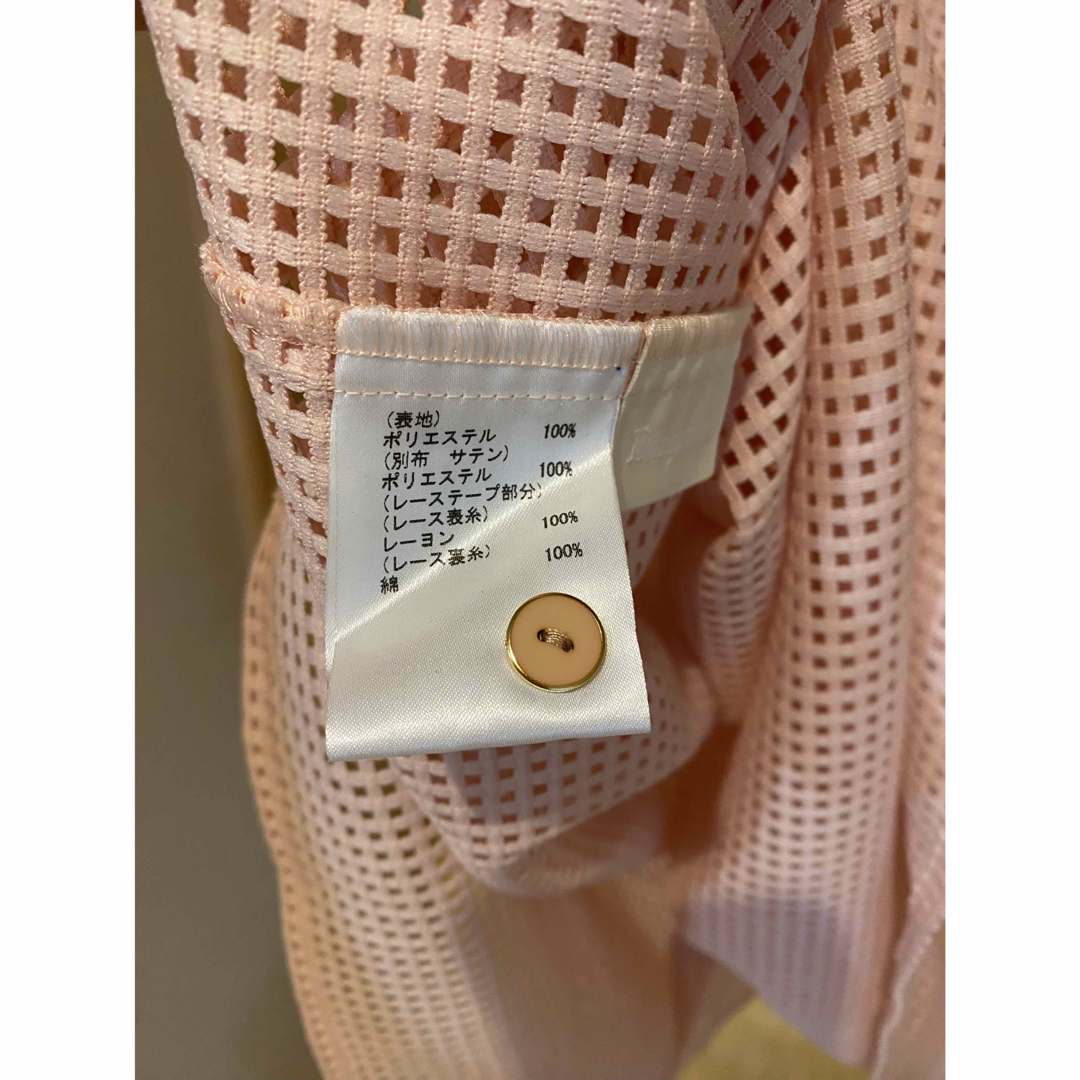 （表地）
ポリエステル 100%
（別布 サテン）
ポリエステル 100%
（レーステープ部分）
（レース表糸）
レーヨン 100%
（レース裏糸）
綿 100%